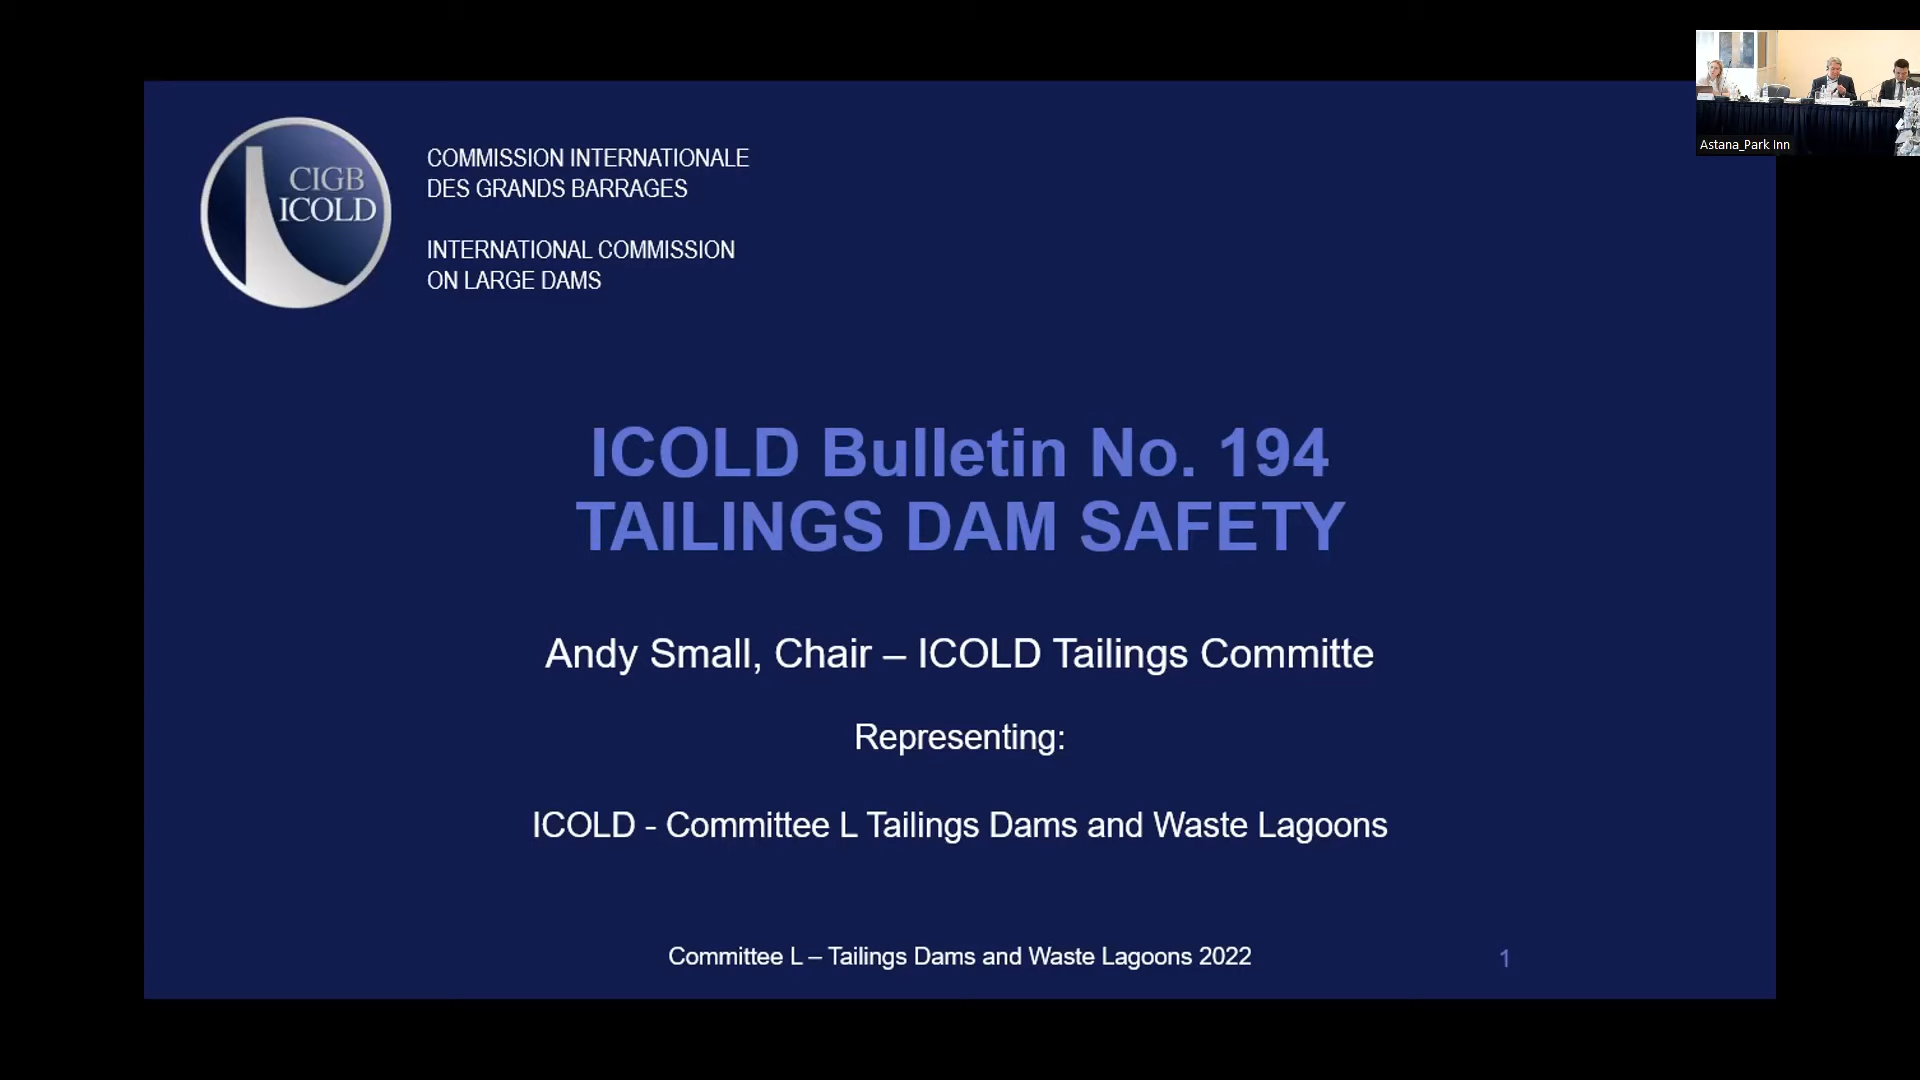 Astana_Park Inn
CIGB
ICOLD
COMMISSION INTERNATIONALE
DES GRANDS BARRAGES
INTERNATIONAL COMMISSION
ON LARGE DAMS
ICOLD Bulletin No. 194
TAILINGS DAM SAFETY
Andy Small, Chair – ICOLD Tailings Committe
Representing:
ICOLD - Committee L Tailings Dams and Waste Lagoons
Committee L – Tailings Dams and Waste Lagoons 2022
1